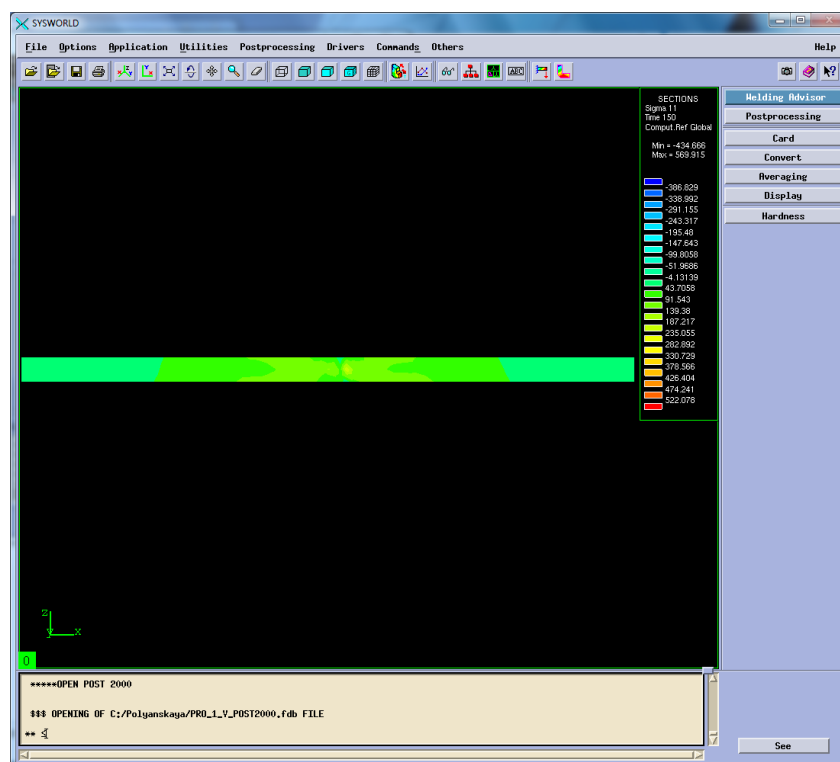 SYSWORLD
File Options Application Utilities Postprocessing Drivers Commands Others Help
SECTIONS
Sigma 11
Time 150
Comput.Ref Global
Min = -434.666
Max = 569.915
-386.829
-338.992
-291.155
-243.317
-195.48
-147.643
-99.8058
-51.9686
-4.13139
43.7058
91.543
139.38
187.217
235.055
282.892
330.729
378.566
426.404
474.241
522.078
Welding Advisor
Postprocessing
Card
Convert
Averaging
Display
Hardness
z
y x
0
*****OPEN POST 2000
$$$ OPENING OF C:/Polyanskaya/PRO_1_V_POST2000.fdb FILE
**
See